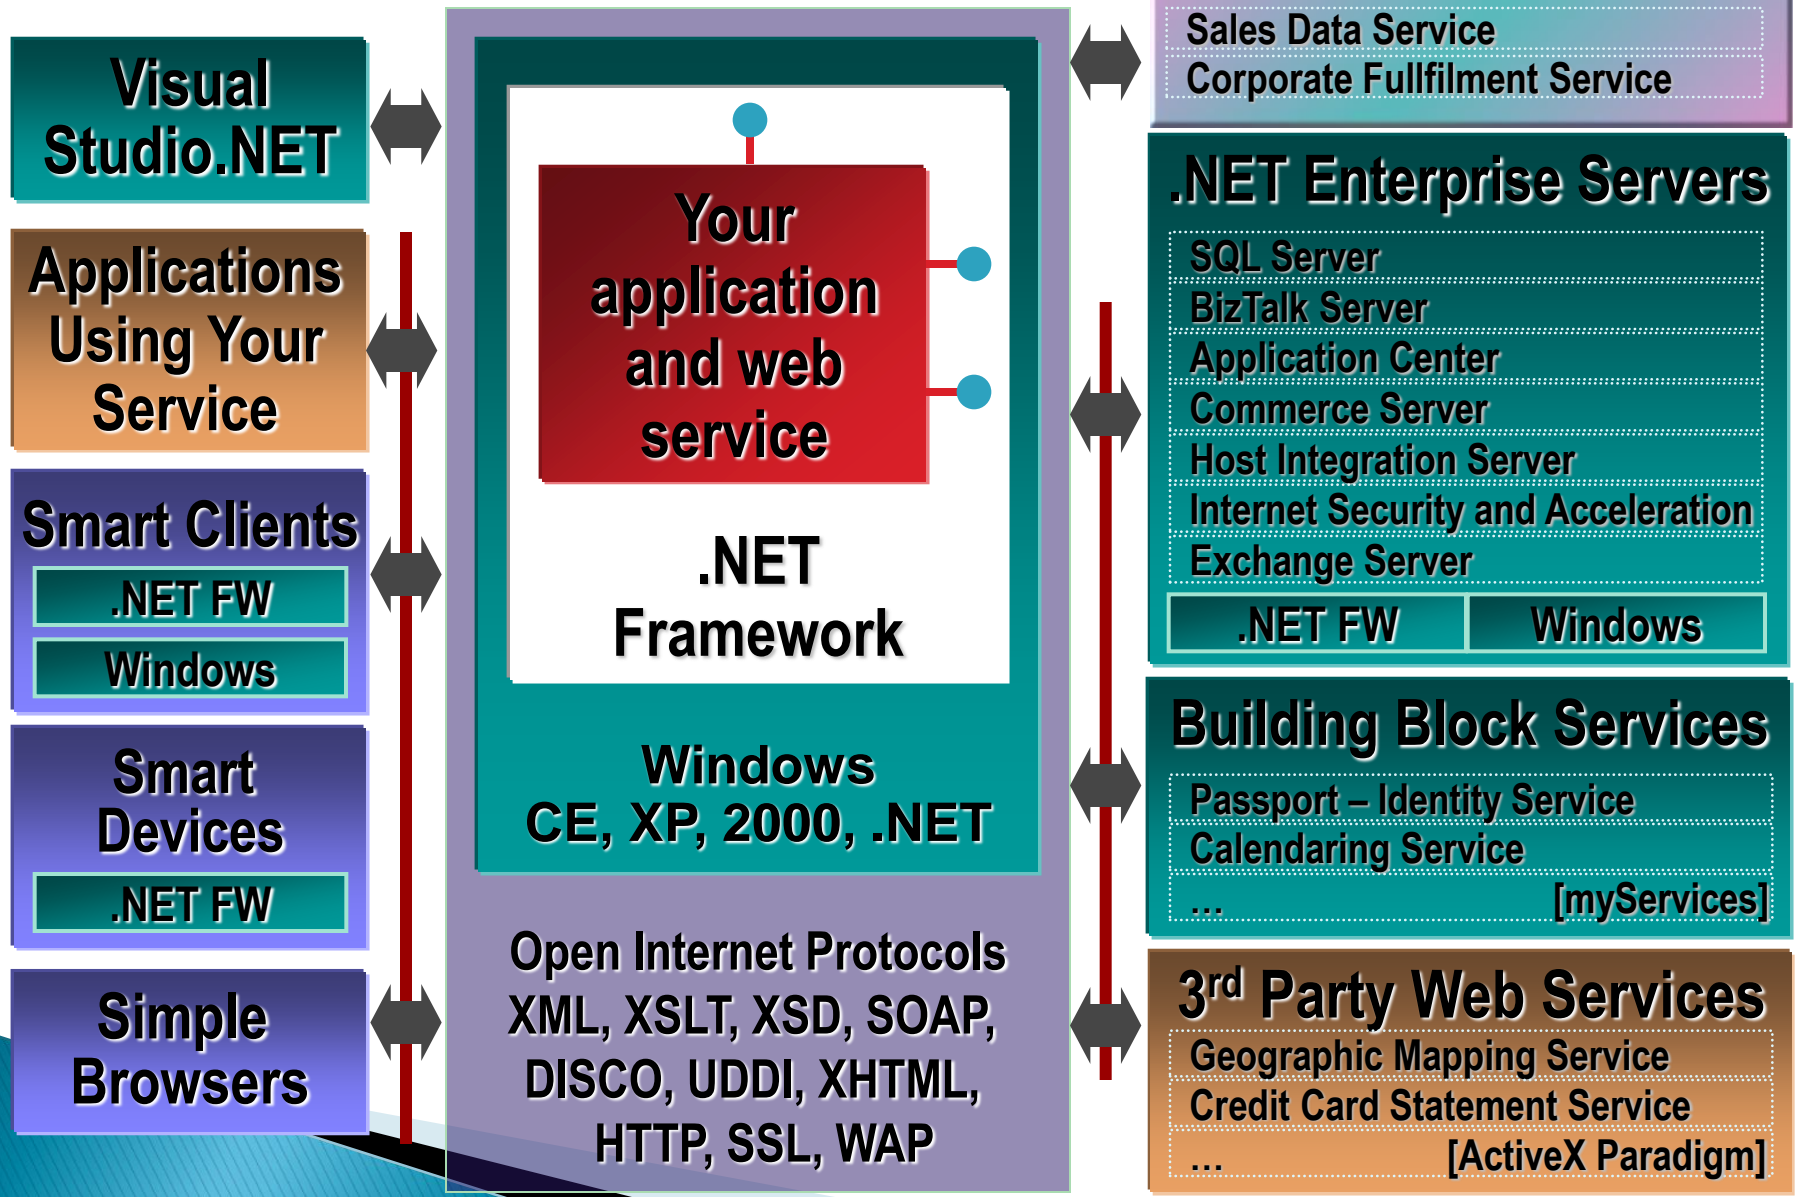 Visual
Studio.NET
Applications
Using Your
Service
Smart Clients
.NET FW
Windows
Smart
Devices
.NET FW
Simple
Browsers
Your
application
and web
service
.NET
Framework
Windows
CE, XP, 2000, .NET
Open Internet Protocols
XML, XSLT, XSD, SOAP,
DISCO, UDDI, XHTML,
HTTP, SSL, WAP
Sales Data Service
Corporate Fullfilment Service
.NET Enterprise Servers
SQL Server
BizTalk Server
Application Center
Commerce Server
Host Integration Server
Internet Security and Acceleration
Exchange Server
.NET FW Windows
Building Block Services
Passport – Identity Service
Calendaring Service
… [myServices]
3rd Party Web Services
Geographic Mapping Service
Credit Card Statement Service
… [ActiveX Paradigm]